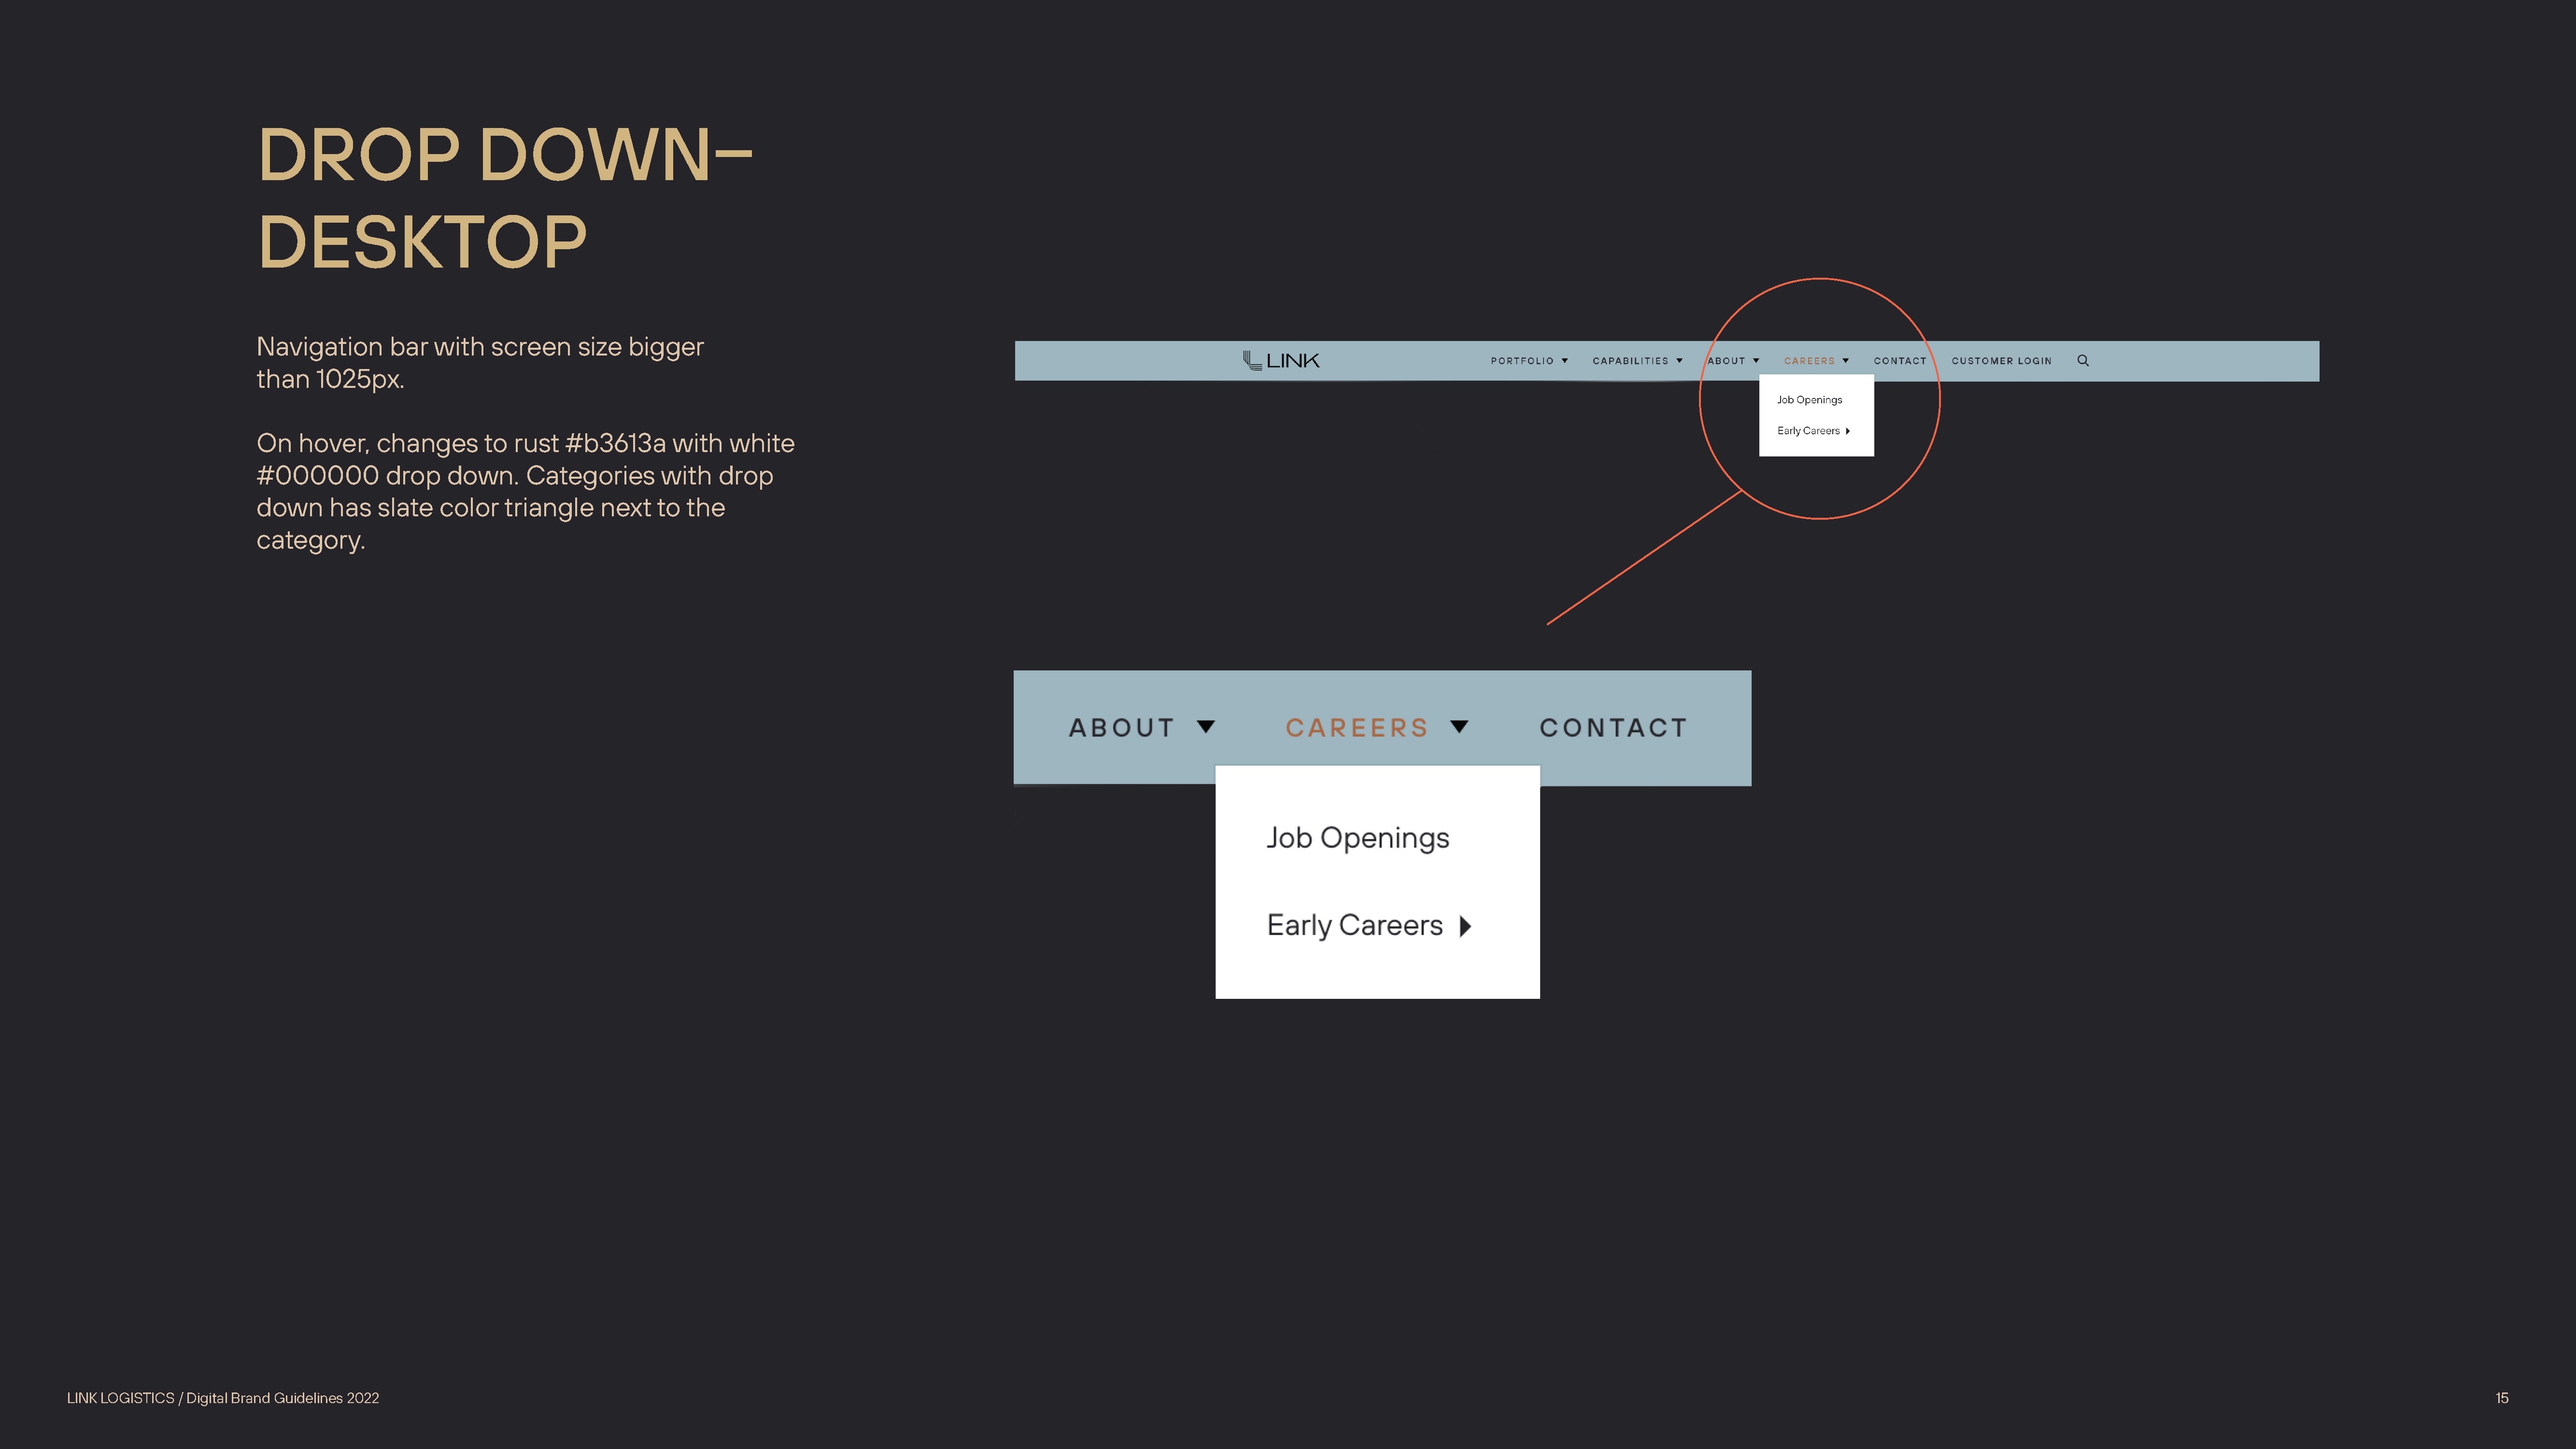 DROP DOWN–
DESKTOP
Navigation bar with screen size bigger
than 1025px.
On hover, changes to rust #b3613a with white
#000000 drop down. Categories with drop
down has slate color triangle next to the
category.
LINK PORTFOLIO CAPABILITIES ABOUT CAREERS CONTACT CUSTOMER LOGIN
Job Openings
Early Careers
ABOUT CAREERS CONTACT
Job Openings
Early Careers
LINK LOGISTICS / Digital Brand Guidelines 2022 15